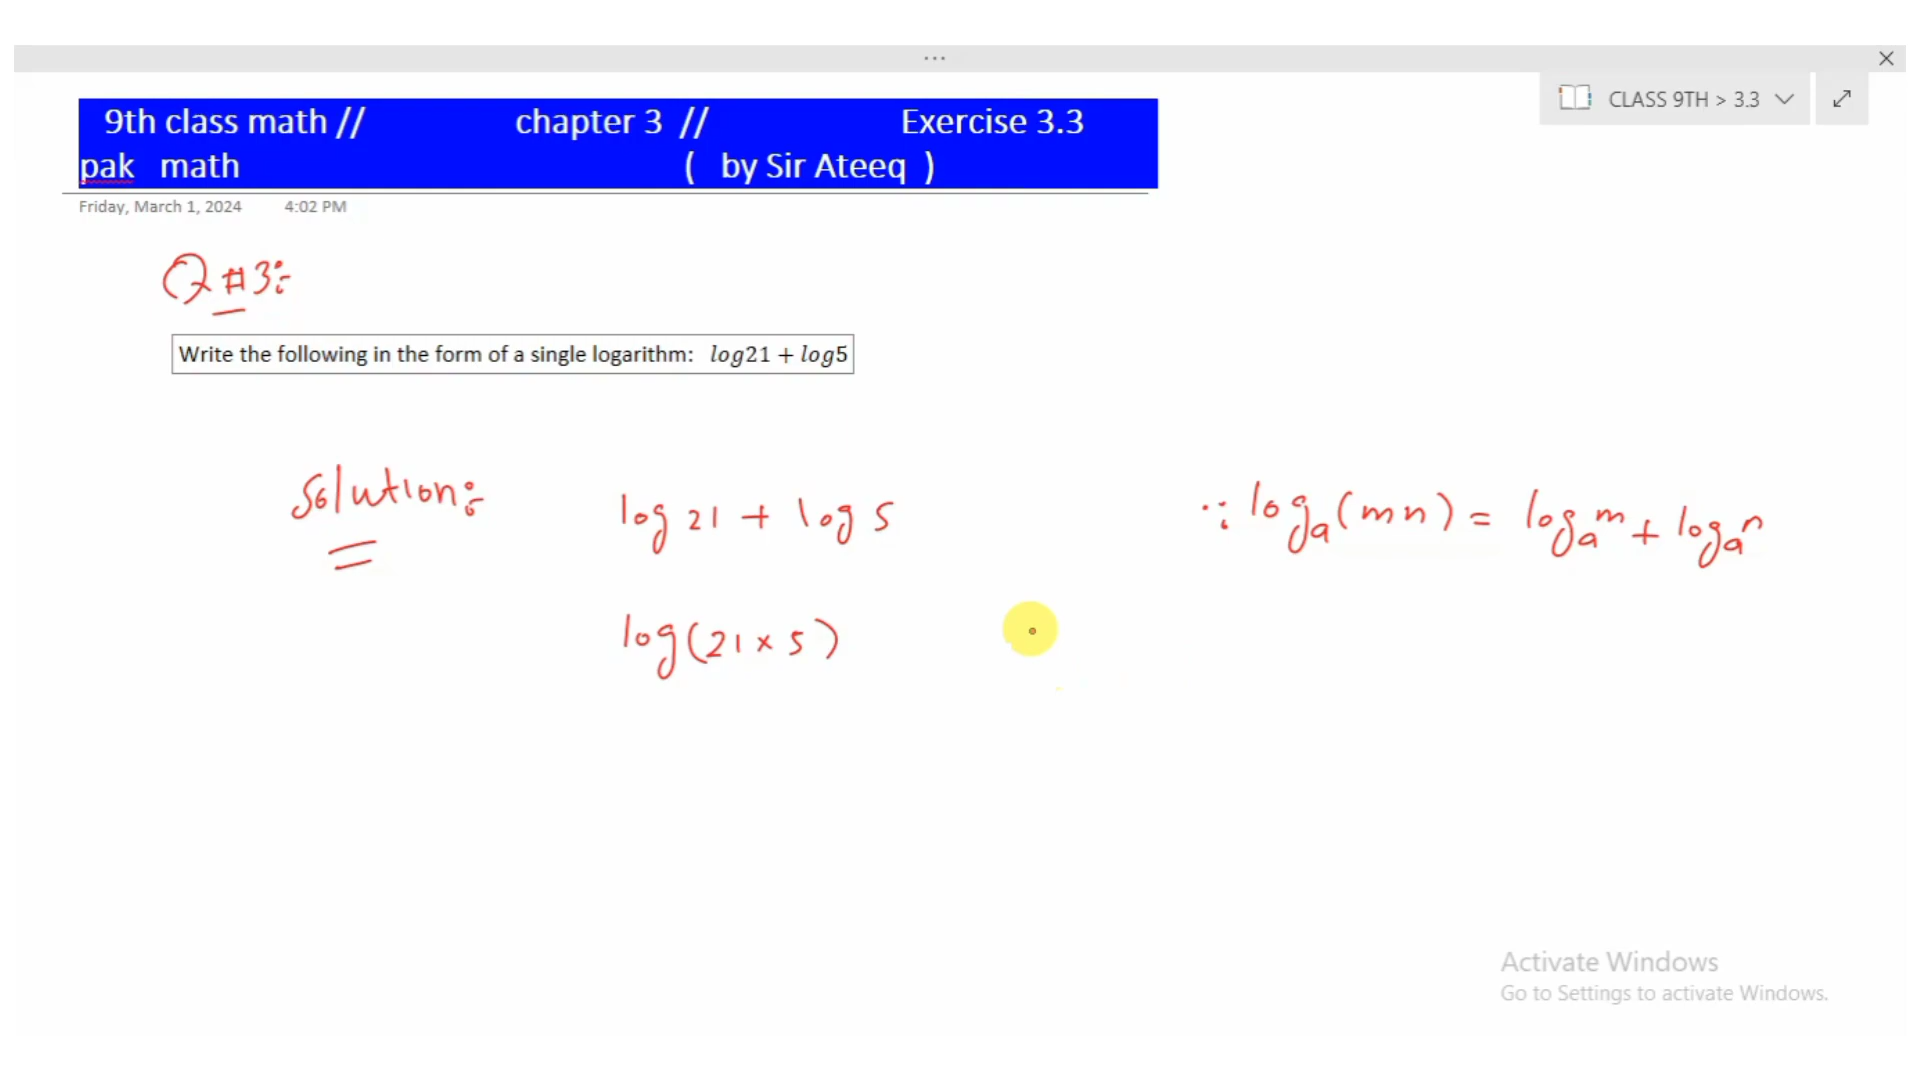 ...
CLASS 9TH > 3.3
9th class math // chapter 3 // Exercise 3.3
pak math ( by Sir Ateeq )
Friday, March 1, 2024 4:02 PM
Q #3:-
Write the following in the form of a single logarithm: log21 + log5
Solution:- log 21 + log 5 ∵ logₐ(mn) = logₐm + logₐn
log(21 × 5)
Activate Windows
Go to Settings to activate Windows.